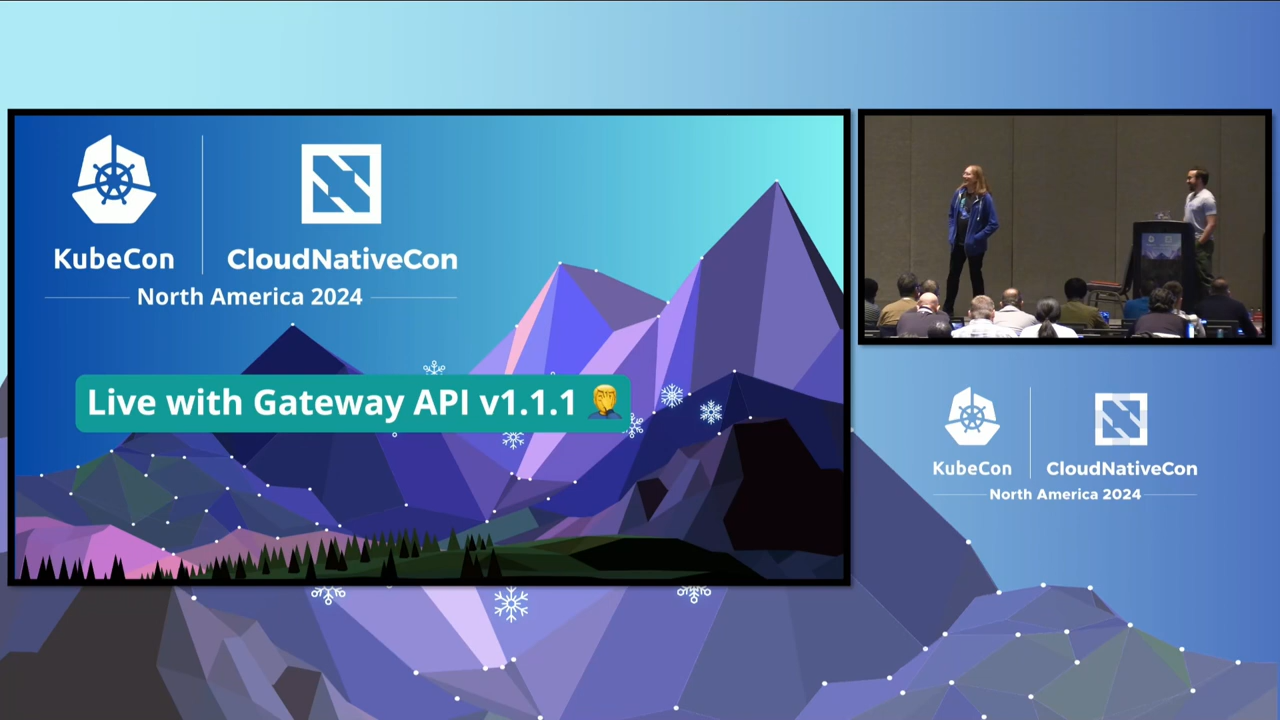 KubeCon
CloudNativeCon
North America 2024
Live with Gateway API v1.1.1 🤦
KubeCon
CloudNativeCon
North America 2024